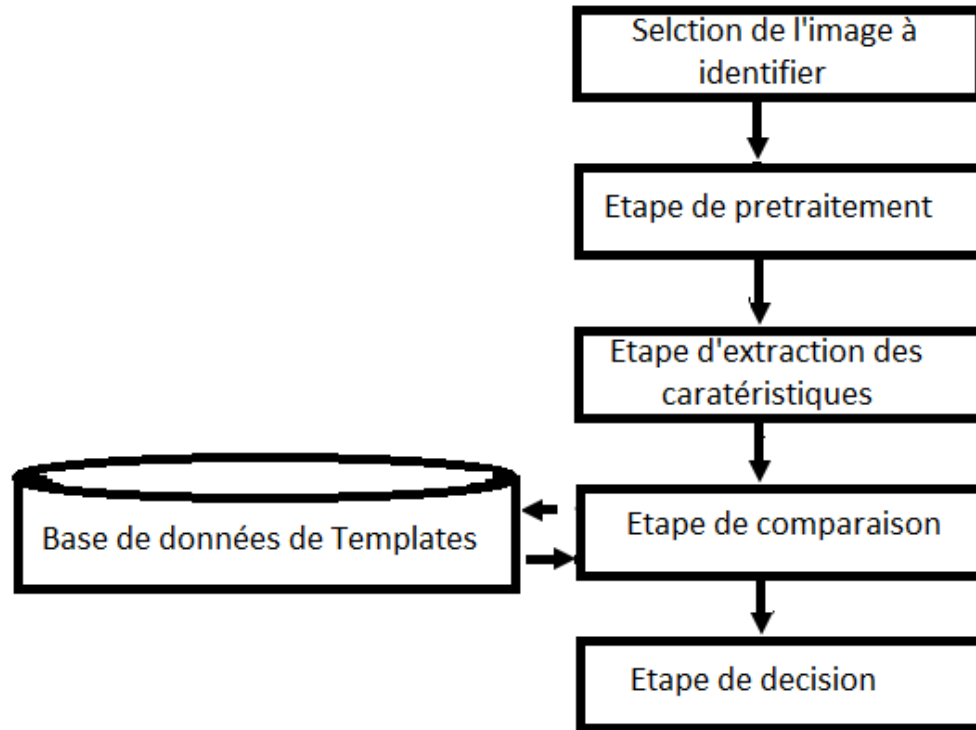 Selction de l'image à
identifier
Etape de pretraitement
Etape d'extraction des
caratéristiques
Base de données de Templates
Etape de comparaison
Etape de decision